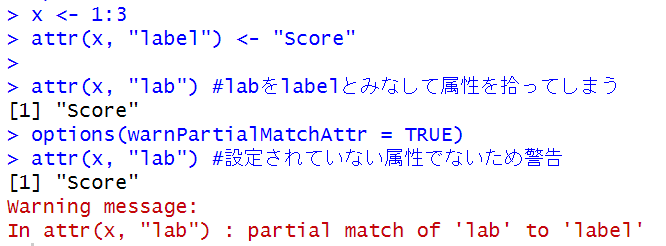 > x <- 1:3
> attr(x, "label") <- "Score"
>
> attr(x, "lab") #labをlabelとみなして属性を拾ってしまう
[1] "Score"
> options(warnPartialMatchAttr = TRUE)
> attr(x, "lab") #設定されていない属性でないため警告
[1] "Score"
Warning message:
In attr(x, "lab") : partial match of 'lab' to 'label'